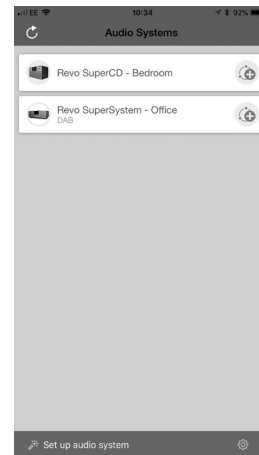 EE 10:34 92%
Audio Systems
Revo SuperCD - Bedroom
Revo SuperSystem - Office
DAB
Set up audio system